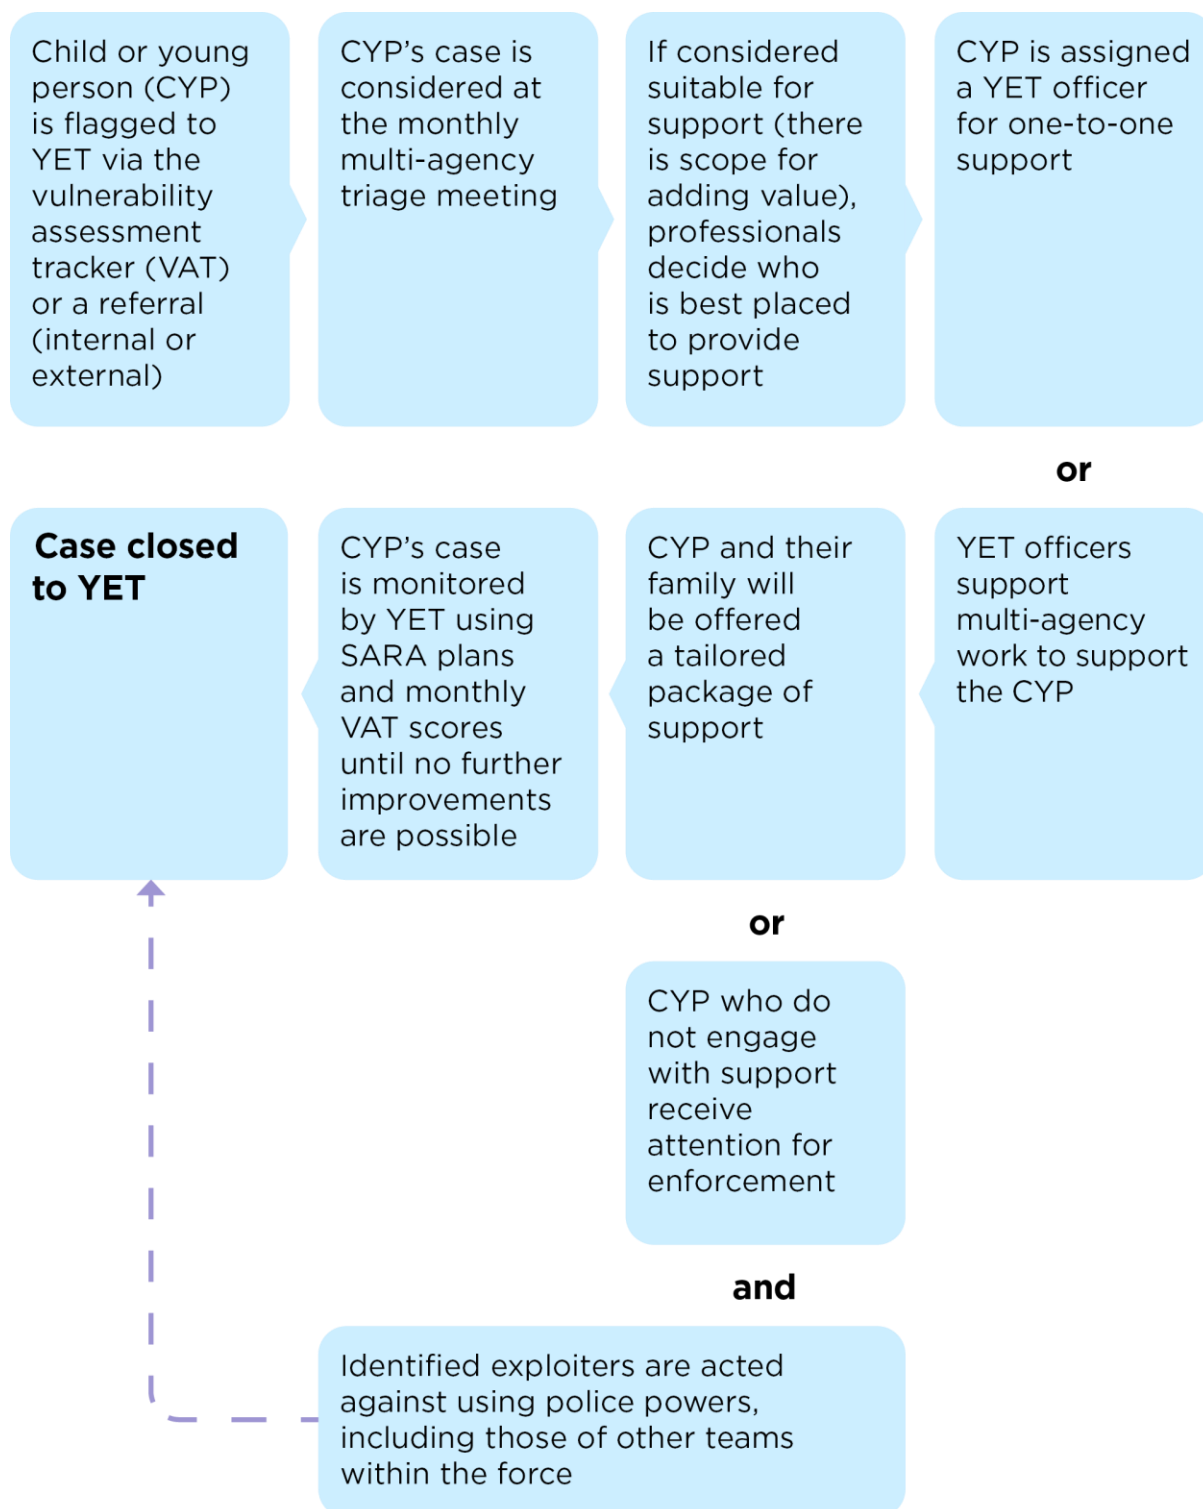 Child or young
person (CYP)
is flagged to
YET via the
vulnerability
assessment
tracker (VAT)
or a referral
(internal or
external)
CYP's case is
considered at
the monthly
multi-agency
triage meeting
If considered
suitable for
support (there
is scope for
adding value),
professionals
decide who
is best placed
to provide
support
CYP is assigned
a YET officer
for one-to-one
support
or
YET officers
support
multi-agency
work to support
the CYP
CYP and their
family will
be offered
a tailored
package of
support
or
CYP who do
not engage
with support
receive
attention for
enforcement
and
Identified exploiters are acted
against using police powers,
including those of other teams
within the force
CYP's case
is monitored
by YET using
SARA plans
and monthly
VAT scores
until no further
improvements
are possible
Case closed
to YET